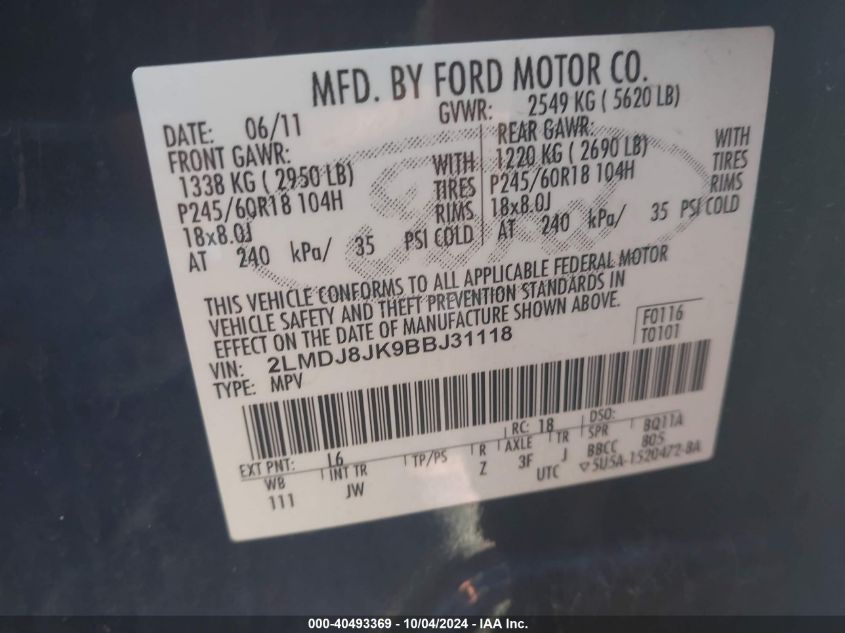 MFD. BY FORD MOTOR CO.
DATE: 06/11 GVWR: 2549 KG ( 5620 LB)
FRONT GAWR: REAR GAWR:
1338 KG ( 2950 LB) WITH 1220 KG ( 2690 LB) WITH
P245/60R18 104H TIRES P245/60R18 104H TIRES
18x8.0J RIMS 18x8.0J RIMS
AT 240 kPa/ 35 PSI COLD AT 240 kPa/ 35 PSI COLD
THIS VEHICLE CONFORMS TO ALL APPLICABLE FEDERAL MOTOR
VEHICLE SAFETY AND THEFT PREVENTION STANDARDS IN
EFFECT ON THE DATE OF MANUFACTURE SHOWN ABOVE.
VIN: 2LMDJ8JK9BBJ31118 F0116
TYPE: MPV T0101
EXT PNT: L6 RC: 18 DSO:
WB INT TR TP/PS R AXLE TR SPR BQ11A
111 JW Z 3F J BBCC 805
UTC ▽5U5A-1520472-BA
000-40493369 - 10/04/2024 - IAA Inc.